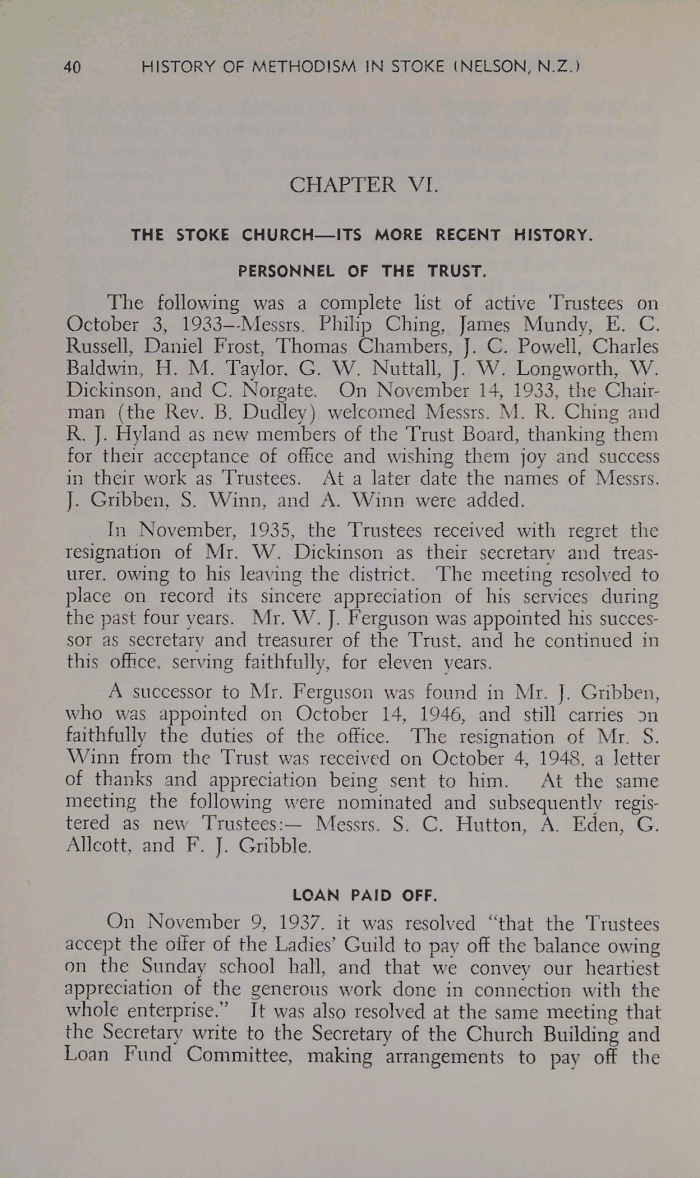 40 HISTORY OF METHODISM IN STOKE (NELSON, N.Z.)
CHAPTER VI.
THE STOKE CHURCH—ITS MORE RECENT HISTORY.
PERSONNEL OF THE TRUST.
The following was a complete list of active Trustees on
October 3, 1933—Messrs. Philip Ching, James Mundy, E. C.
Russell, Daniel Frost, Thomas Chambers, J. C. Powell, Charles
Baldwin, H. M. Taylor, G. W. Nuttall, J. W. Longworth, W.
Dickinson, and C. Norgate. On November 14, 1933, the Chair-
man (the Rev. B. Dudley) welcomed Messrs. M. R. Ching and
R. J. Hyland as new members of the Trust Board, thanking them
for their acceptance of office and wishing them joy and success
in their work as Trustees. At a later date the names of Messrs.
J. Gribben, S. Winn, and A. Winn were added.
In November, 1935, the Trustees received with regret the
resignation of Mr. W. Dickinson as their secretary and treas-
urer, owing to his leaving the district. The meeting resolved to
place on record its sincere appreciation of his services during
the past four years. Mr. W. J. Ferguson was appointed his succes-
sor as secretary and treasurer of the Trust, and he continued in
this office, serving faithfully, for eleven years.
A successor to Mr. Ferguson was found in Mr. J. Gribben,
who was appointed on October 14, 1946, and still carries on
faithfully the duties of the office. The resignation of Mr. S.
Winn from the Trust was received on October 4, 1948, a letter
of thanks and appreciation being sent to him. At the same
meeting the following were nominated and subsequently regis-
tered as new Trustees:— Messrs. S. C. Hutton, A. Eden, G.
Allcott, and F. J. Gribble.
LOAN PAID OFF.
On November 9, 1937, it was resolved "that the Trustees
accept the offer of the Ladies' Guild to pay off the balance owing
on the Sunday school hall, and that we convey our heartiest
appreciation of the generous work done in connection with the
whole enterprise." It was also resolved at the same meeting that
the Secretary write to the Secretary of the Church Building and
Loan Fund Committee, making arrangements to pay off the